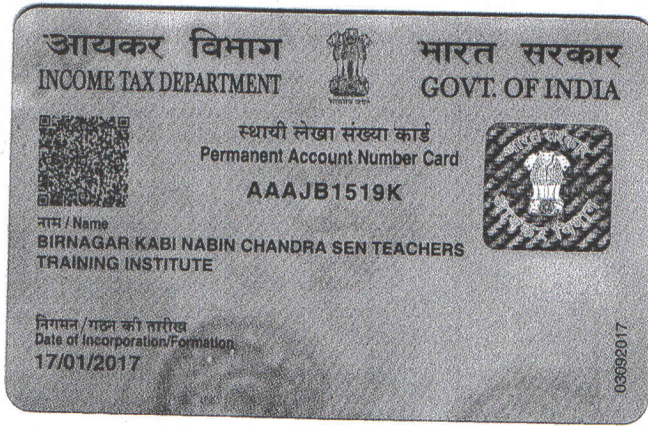 आयकर विभाग
INCOME TAX DEPARTMENT
भारत सरकार
GOVT. OF INDIA
स्थायी लेखा संख्या कार्ड
Permanent Account Number Card
AAAJB1519K
नाम / Name
BIRNAGAR KABI NABIN CHANDRA SEN TEACHERS
TRAINING INSTITUTE
निगमन/गठन की तारीख
Date of Incorporation/Formation
17/01/2017
03092017